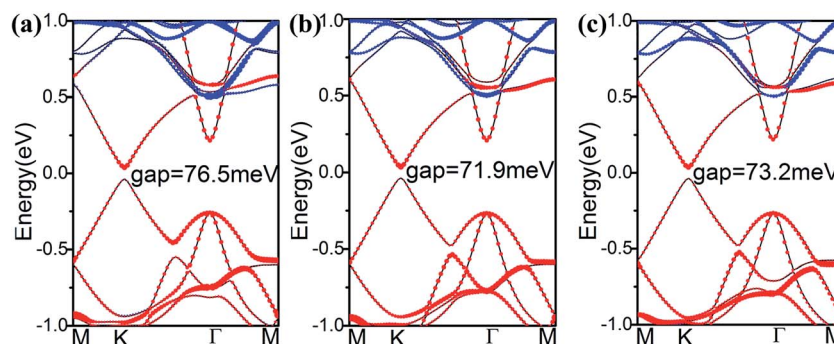 (a)
Energy(eV)
1.0
0.5
0.0
-0.5
-1.0
gap=76.5meV
M K Γ M
(b)
Energy(eV)
1.0
0.5
0.0
-0.5
-1.0
gap=71.9meV
M K Γ M
(c)
Energy(eV)
1.0
0.5
0.0
-0.5
-1.0
gap=73.2meV
M K Γ M